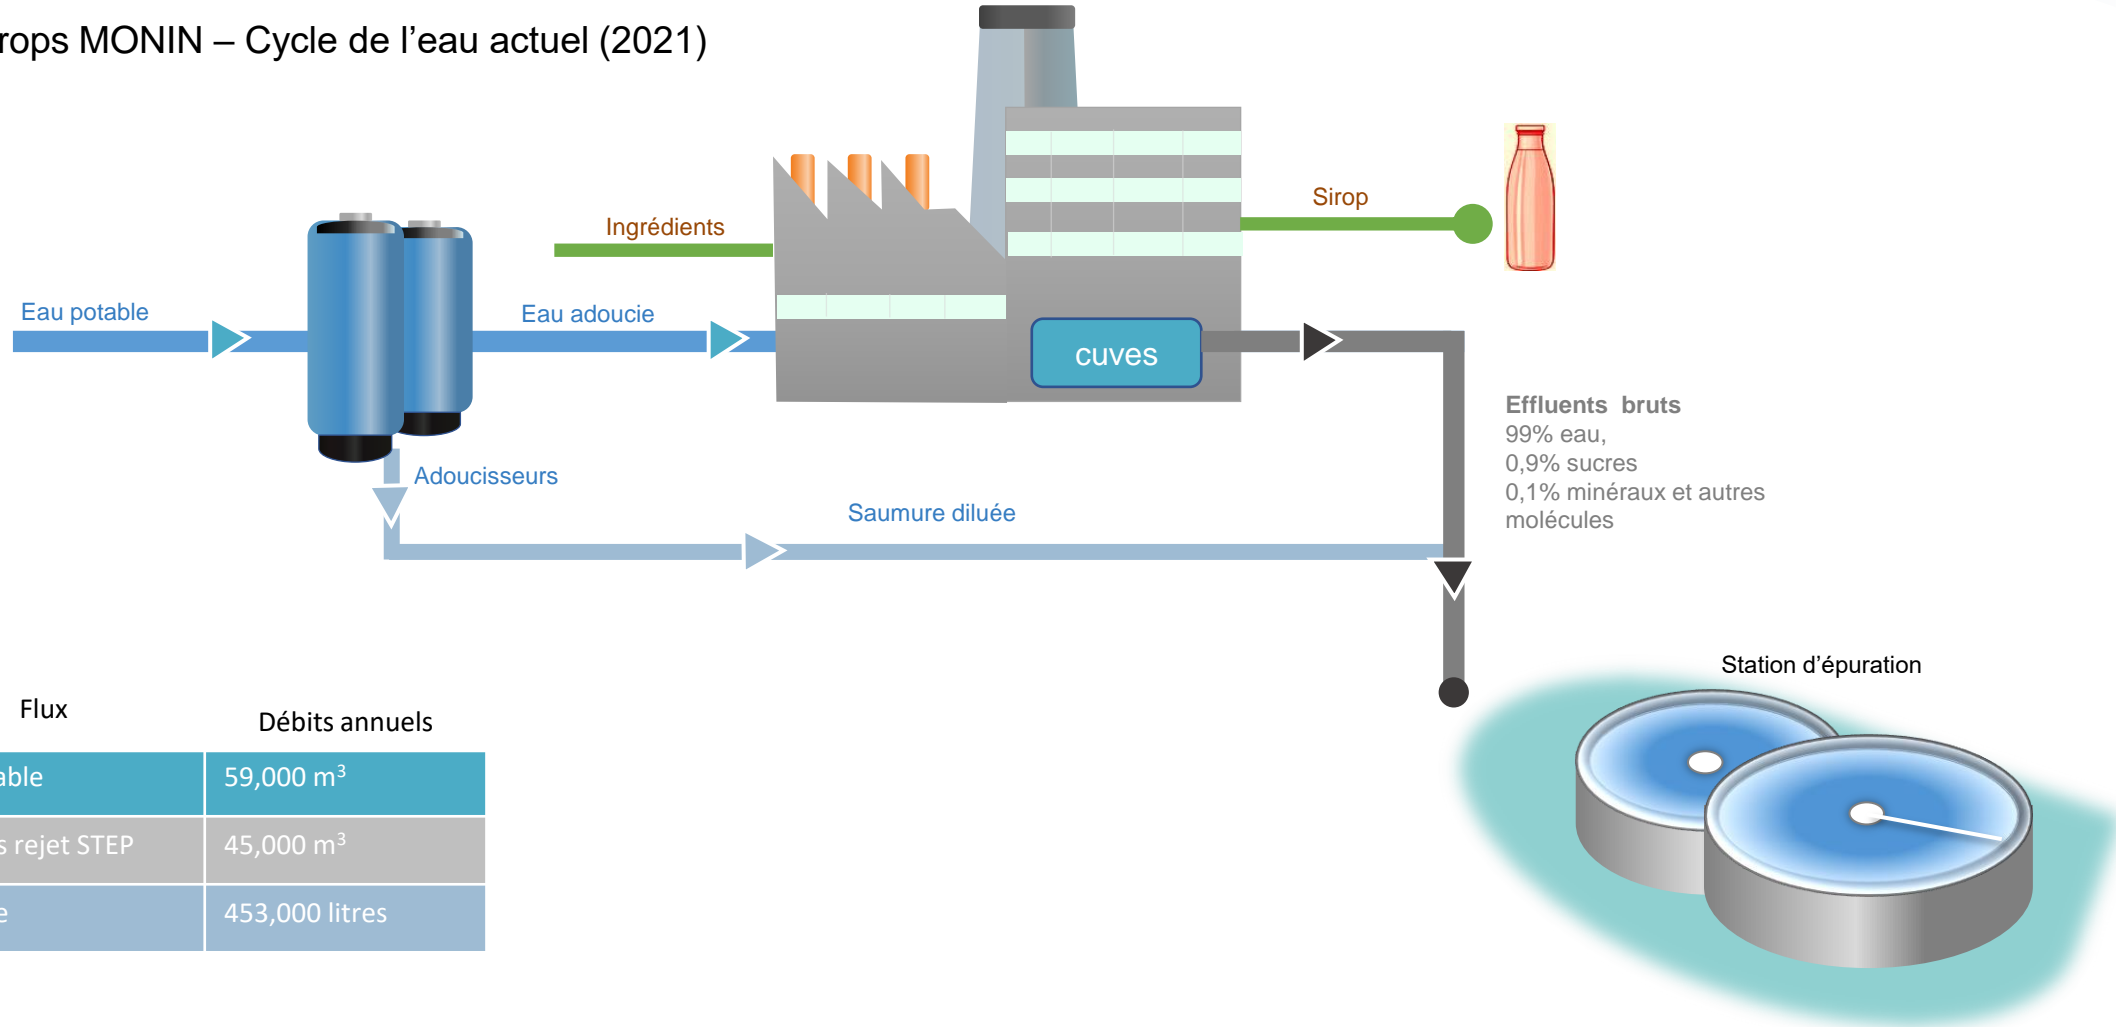 rops MONIN – Cycle de l’eau actuel (2021)
Sirop
Ingrédients
Eau potable
Eau adoucie
cuves
Effluents bruts
99% eau,
0,9% sucres
0,1% minéraux et autres
molécules
Adoucisseurs
Saumure diluée
Station d’épuration
Flux
Débits annuels
able
59,000 m³
s rejet STEP
45,000 m³
e
453,000 litres